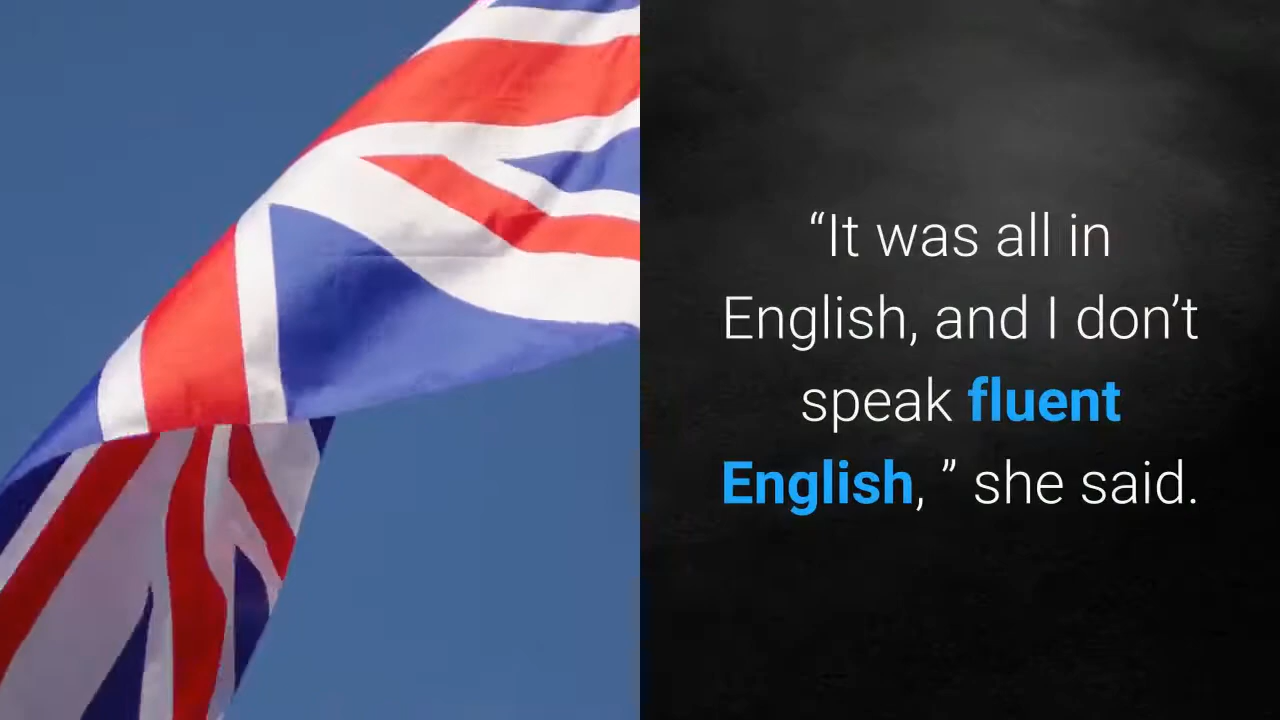 “It was all in
English, and I don’t
speak fluent
English, ” she said.